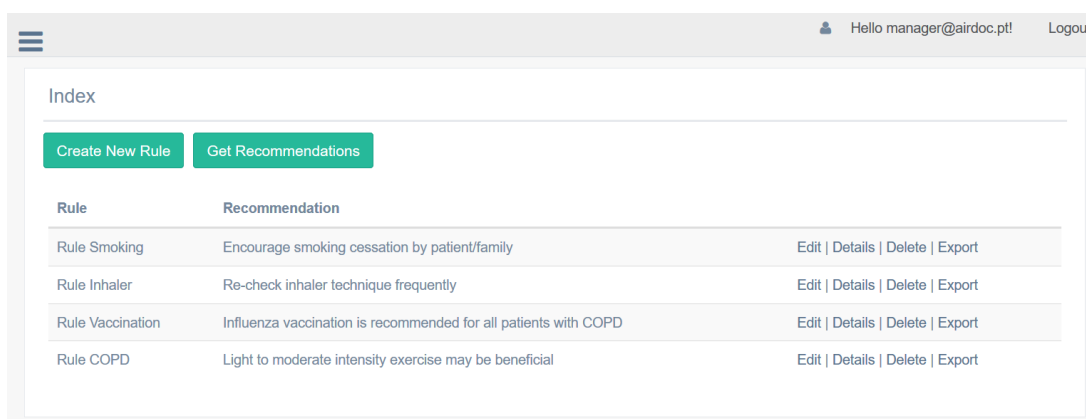 Hello manager@airdoc.pt! Logou
Index
Create New Rule Get Recommendations
Rule Recommendation
Rule Smoking Encourage smoking cessation by patient/family Edit | Details | Delete | Export
Rule Inhaler Re-check inhaler technique frequently Edit | Details | Delete | Export
Rule Vaccination Influenza vaccination is recommended for all patients with COPD Edit | Details | Delete | Export
Rule COPD Light to moderate intensity exercise may be beneficial Edit | Details | Delete | Export